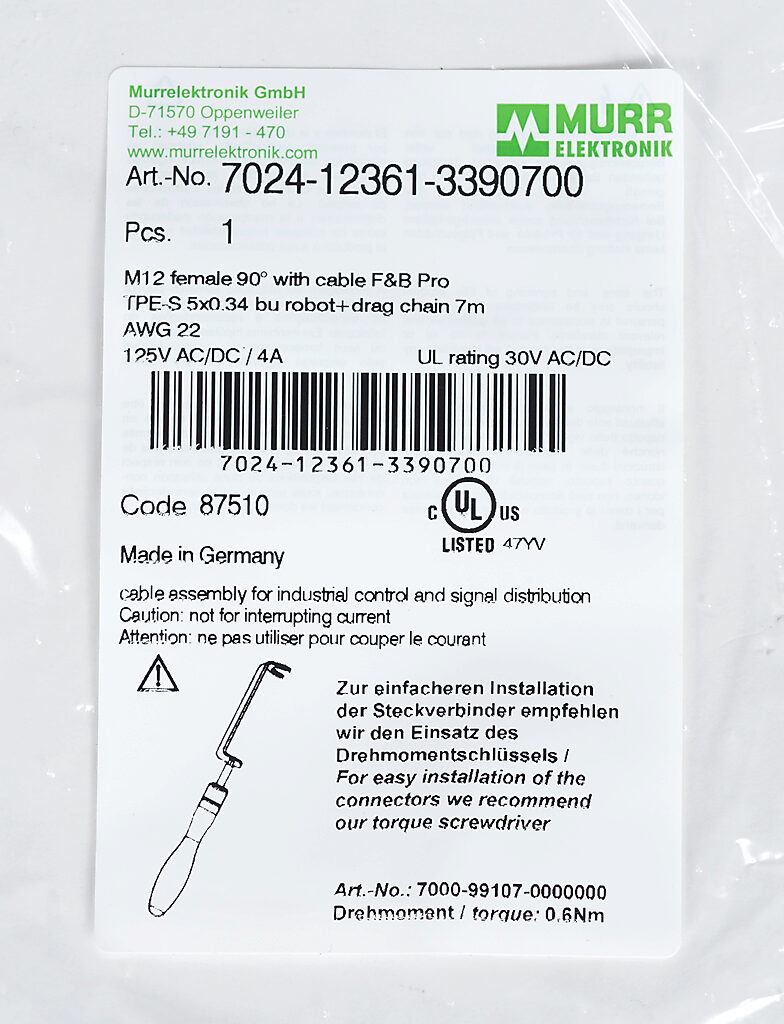 Murrelektronik GmbH
D-71570 Oppenweiler
Tel.: +49 7191 - 470
www.murrelektronik.com
MURR
ELEKTRONIK
Art.-No. 7024-12361-3390700
Pcs. 1
M12 female 90° with cable F&B Pro
TPE-S 5x0.34 bu robot+drag chain 7m
AWG 22
125V AC/DC / 4A UL rating 30V AC/DC
7024-12361-3390700
Code 87510
C UL US
LISTED 47YV
Made in Germany
cable assembly for industrial control and signal distribution
Caution: not for interrupting current
Attention: ne pas utiliser pour couper le courant
Zur einfacheren Installation
der Steckverbinder empfehlen
wir den Einsatz des
Drehmomentschlüssels /
For easy installation of the
connectors we recommend
our torque screwdriver
Art.-No.: 7000-99107-0000000
Drehmoment / torque: 0.6Nm